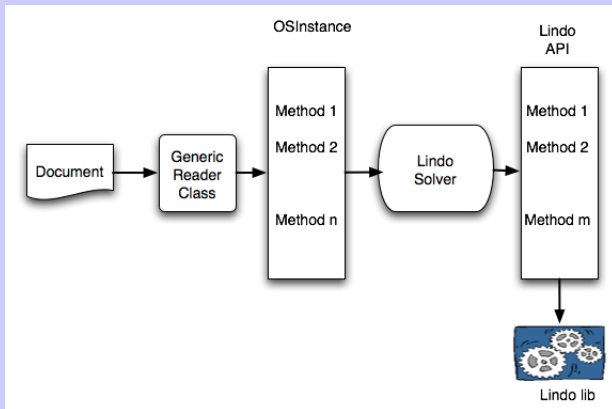 OSInstance
Lindo
API
Document
Generic
Reader
Class
Method 1
Method 2
Method n
Lindo
Solver
Method 1
Method 2
Method m
Lindo lib